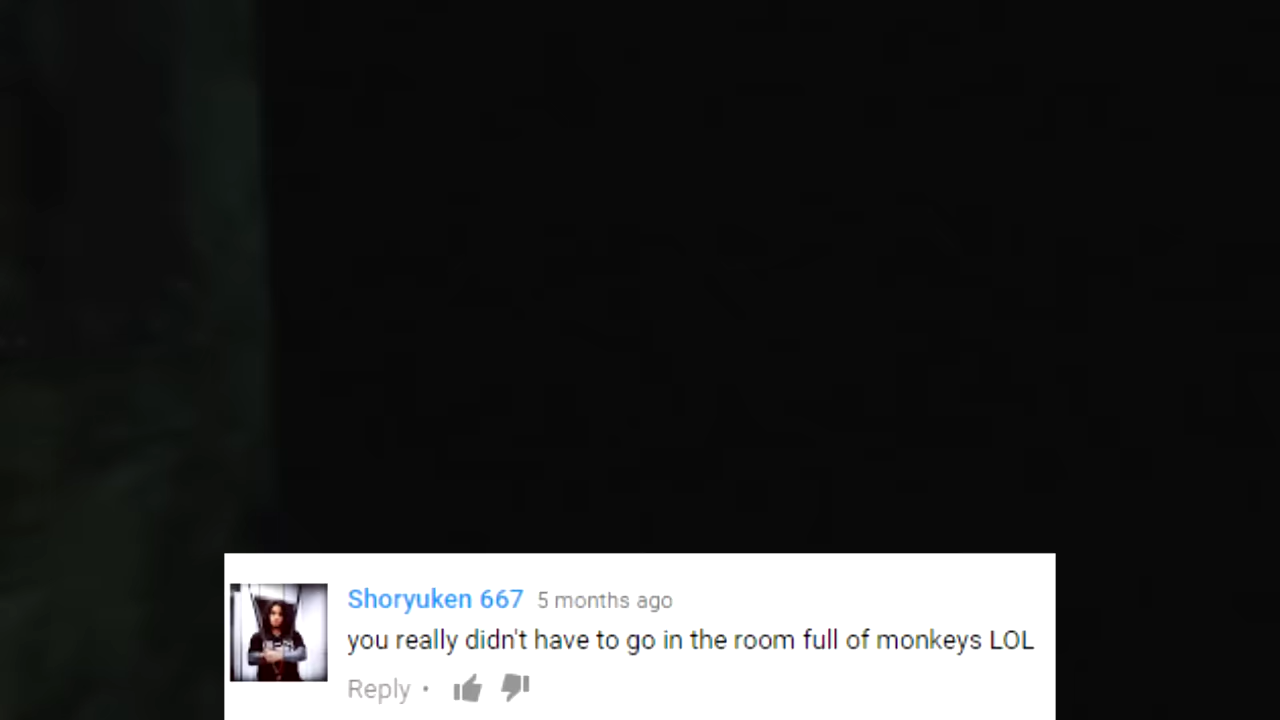 Shoryuken 667 5 months ago
you really didn't have to go in the room full of monkeys LOL
Reply •